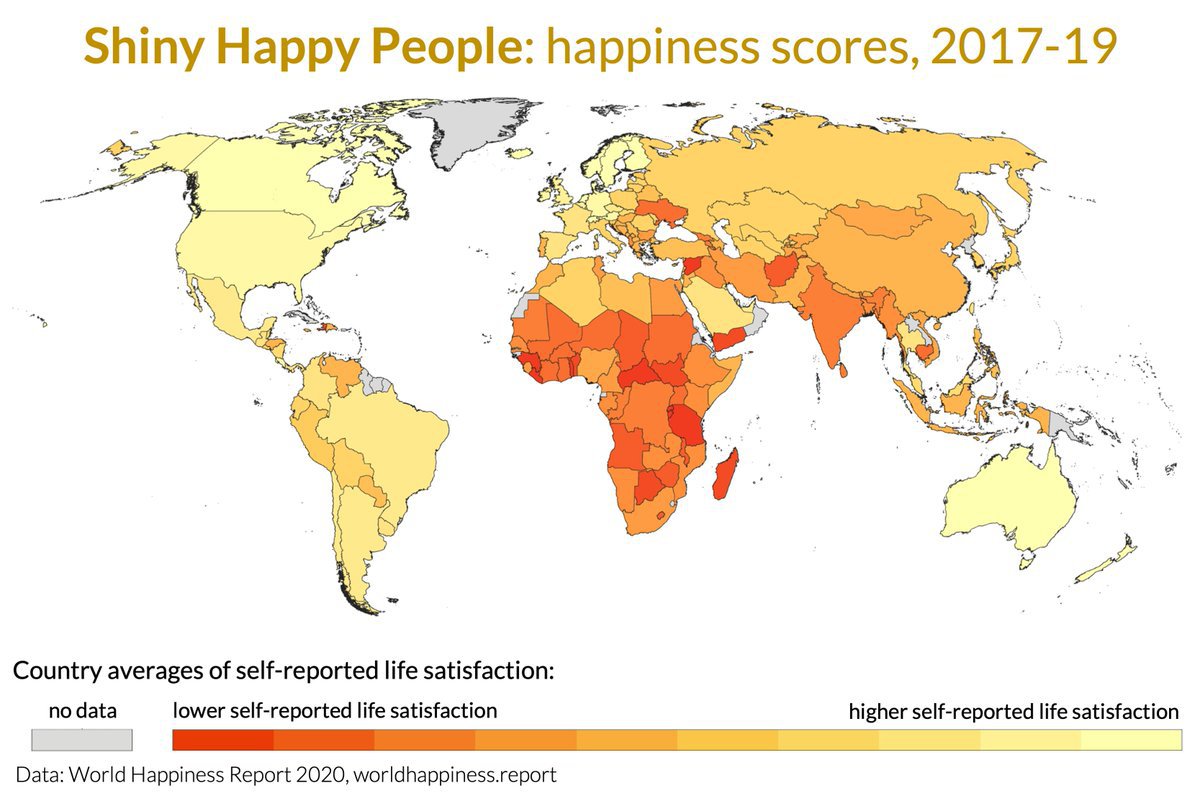 Shiny Happy People: happiness scores, 2017-19
Country averages of self-reported life satisfaction:
no data
lower self-reported life satisfaction
higher self-reported life satisfaction
Data: World Happiness Report 2020, worldhappiness.report